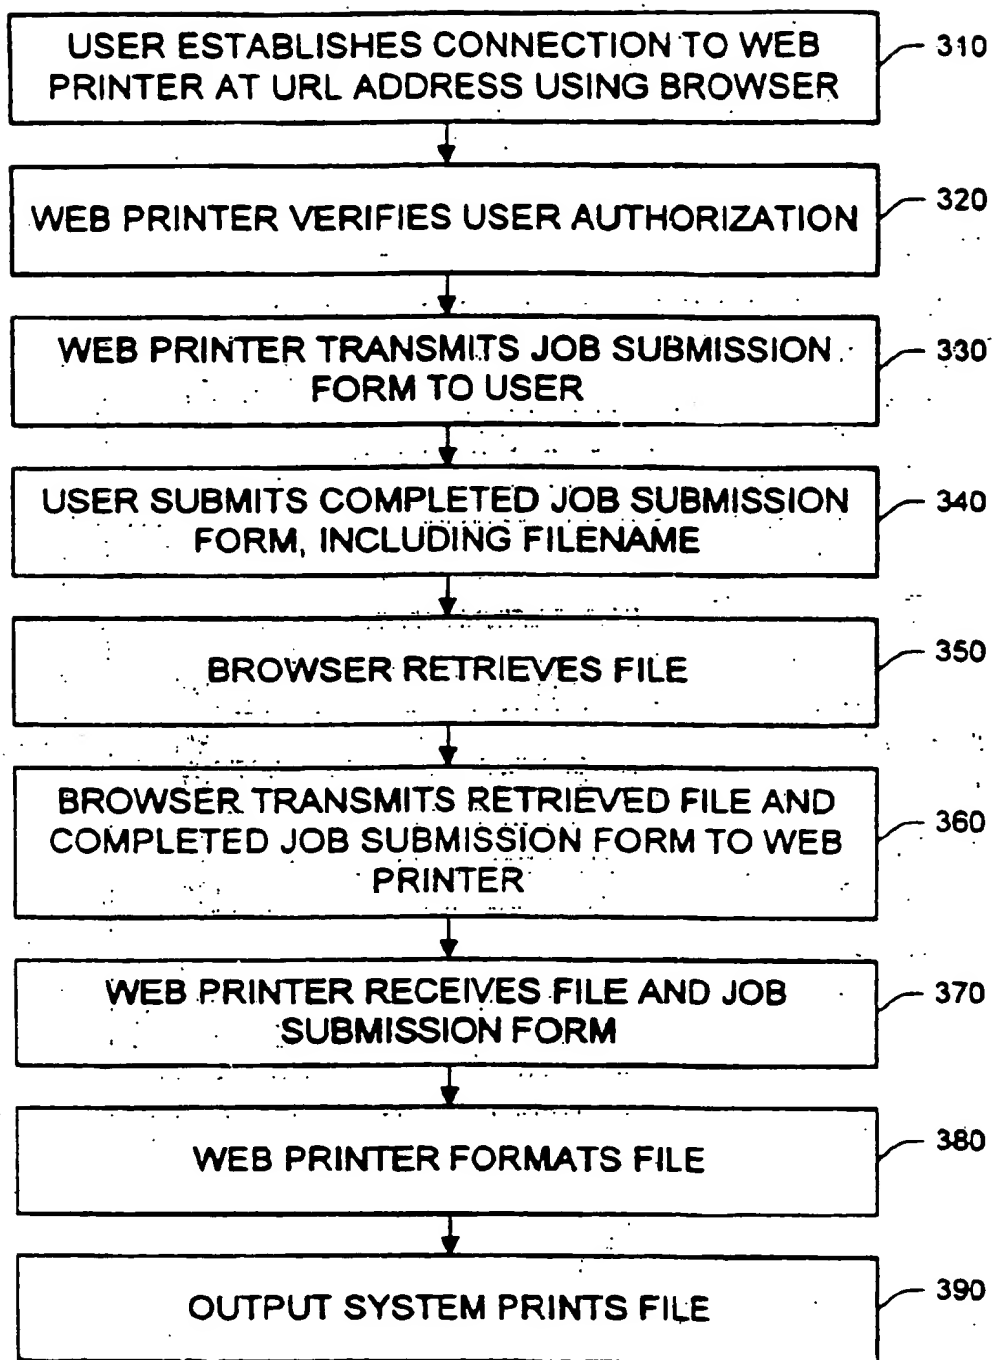 USER ESTABLISHES CONNECTION TO WEB
PRINTER AT URL ADDRESS USING BROWSER
310
WEB PRINTER VERIFIES USER AUTHORIZATION
320
WEB PRINTER TRANSMITS JOB SUBMISSION
FORM TO USER
330
USER SUBMITS COMPLETED JOB SUBMISSION
FORM, INCLUDING FILENAME
340
BROWSER RETRIEVES FILE
350
BROWSER TRANSMITS RETRIEVED FILE AND
COMPLETED JOB SUBMISSION FORM TO WEB
PRINTER
360
WEB PRINTER RECEIVES FILE AND JOB
SUBMISSION FORM
370
WEB PRINTER FORMATS FILE
380
OUTPUT SYSTEM PRINTS FILE
390